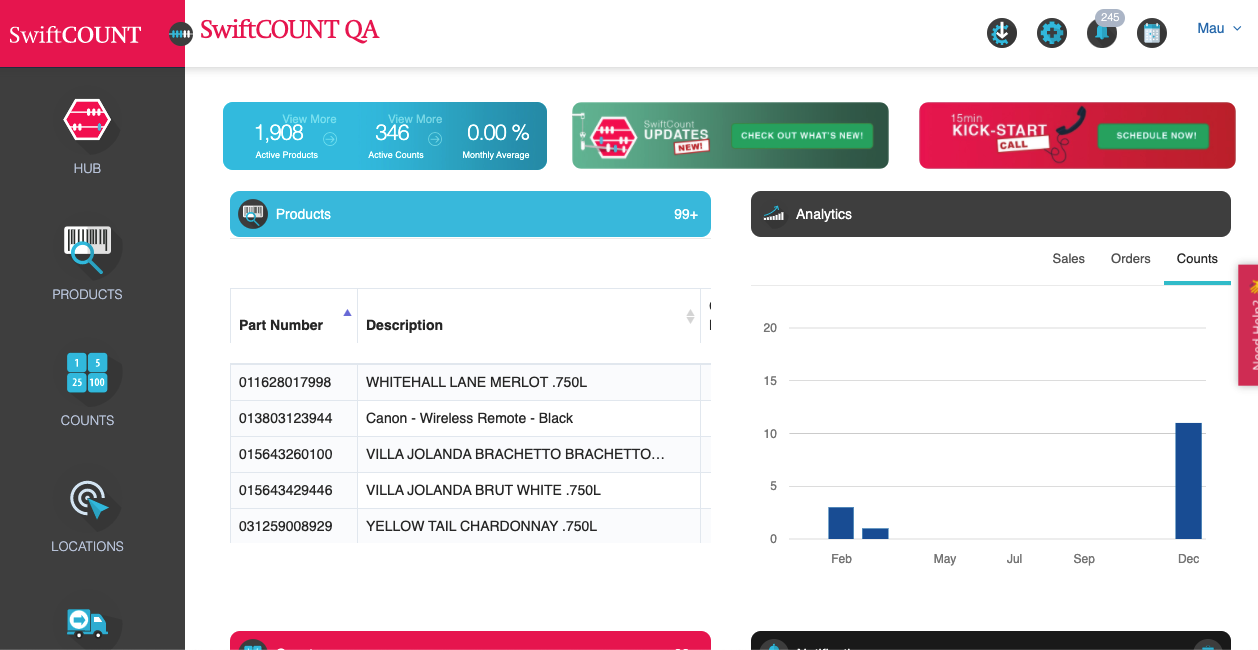 SwiftCOUNT
SwiftCOUNT QA
245
Mau
HUB
PRODUCTS
1
5
25
100
COUNTS
LOCATIONS
View More
1,908
Active Products
View More
346
Active Counts
0.00 %
Monthly Average
SwiftCount
UPDATES
NEW!
CHECK OUT WHAT'S NEW!
15min
KICK-START
CALL
SCHEDULE NOW!
Products
99+
Part Number
Description
011628017998 WHITEHALL LANE MERLOT .750L
013803123944 Canon - Wireless Remote - Black
015643260100 VILLA JOLANDA BRACHETTO BRACHETTO…
015643429446 VILLA JOLANDA BRUT WHITE .750L
031259008929 YELLOW TAIL CHARDONNAY .750L
Analytics
Sales Orders Counts
20
15
10
5
0
Feb May Jul Sep Dec
Need Help?